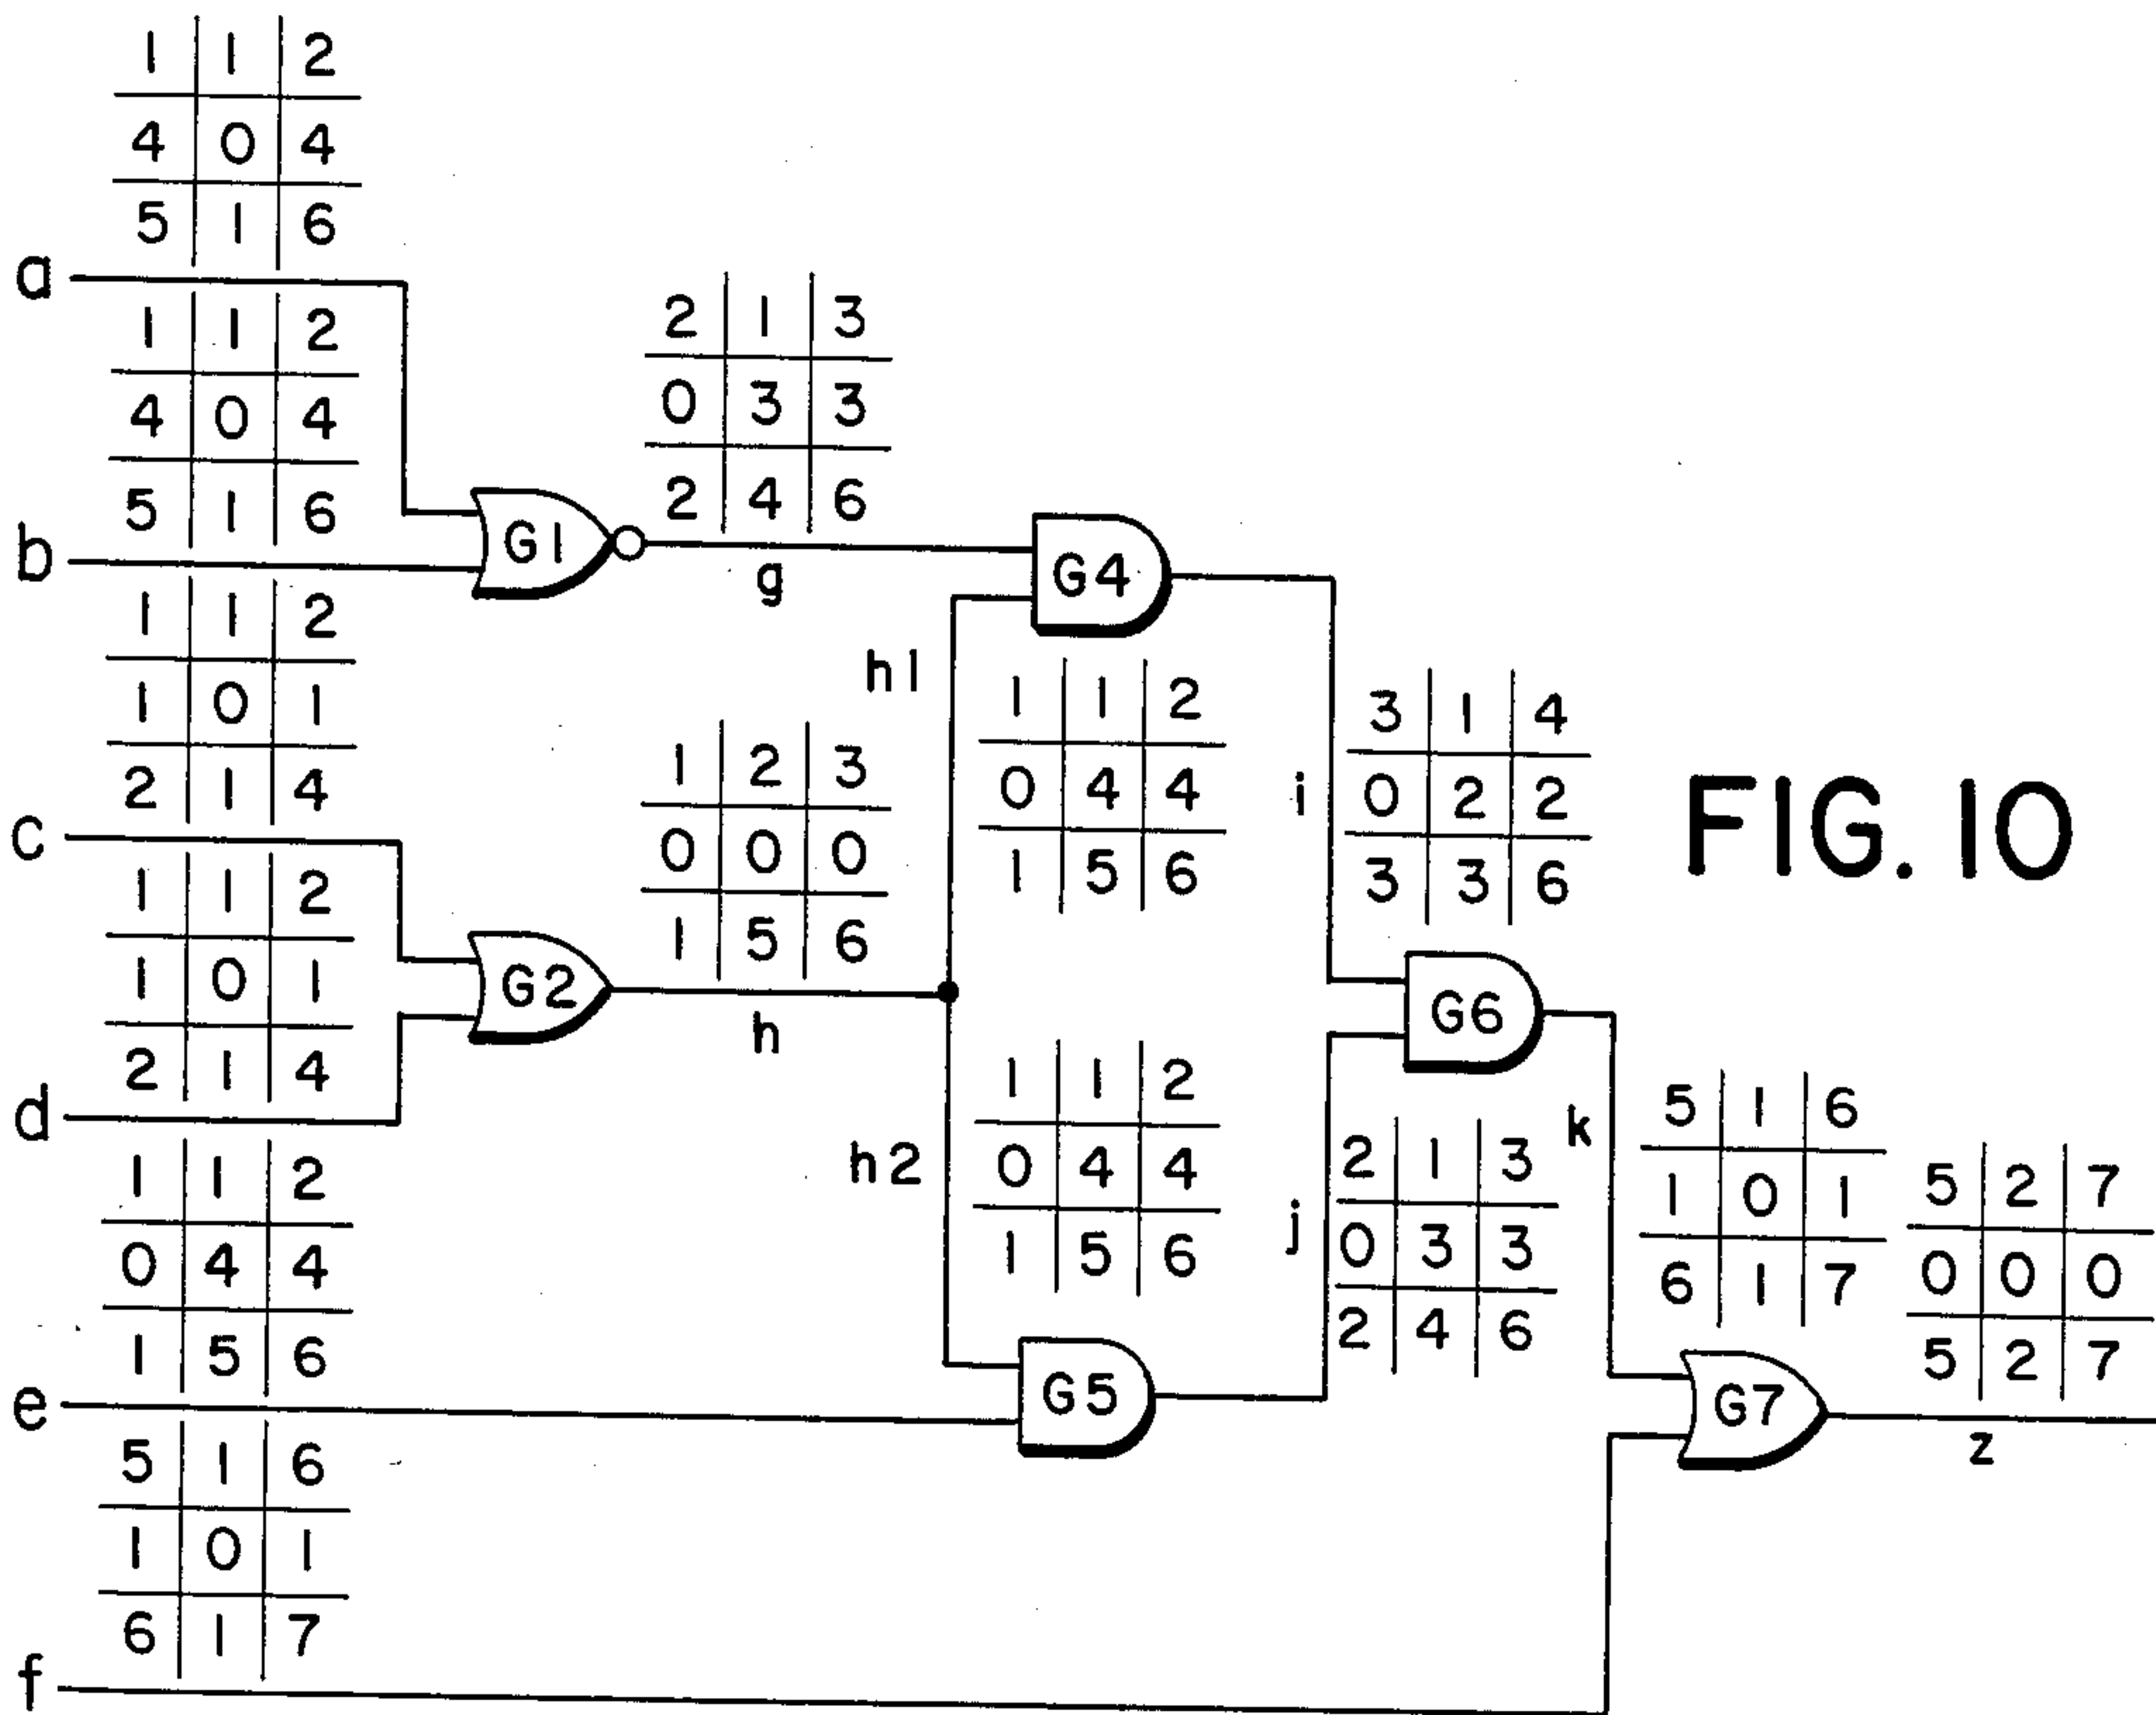 1 1 2
4 0 4
5 1 6
a
1 1 2
4 0 4
5 1 6
b
1 1 2
1 0 1
2 1 4
c
1 1 2
1 0 1
2 1 4
d
1 1 2
0 4 4
1 5 6
e
5 1 6
1 0 1
6 1 7
f
G1
2 1 3
0 3 3
2 4 6
g
G2
1 2 3
0 0 0
1 5 6
h
h1
G4
1 1 2
0 4 4
1 5 6
h2
1 1 2
0 4 4
1 5 6
G5
i
3 1 4
0 2 2
3 3 6
G6
j
2 1 3
0 3 3
2 4 6
k
5 1 6
1 0 1
6 1 7
G7
5 2 7
0 0 0
5 2 7
z
FIG. 10